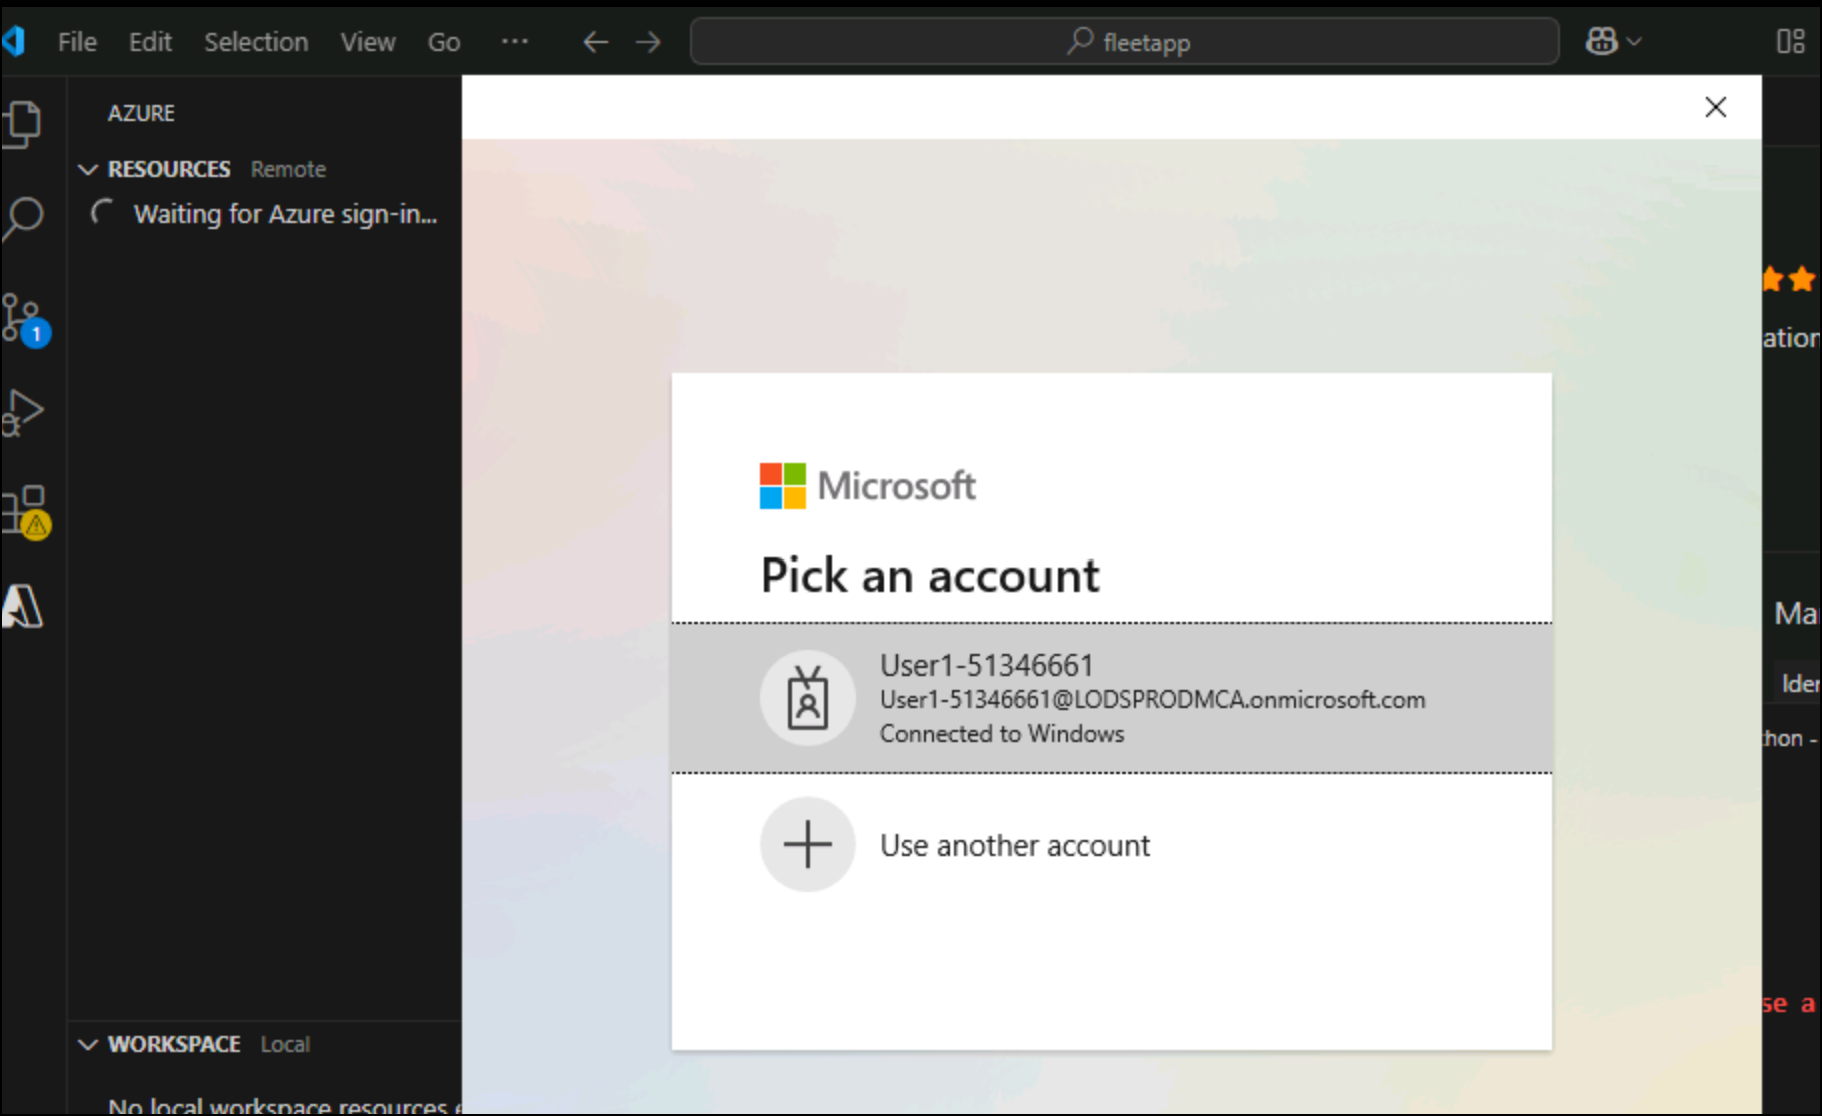 File Edit Selection View Go ··· fleetapp
AZURE
RESOURCES Remote
Waiting for Azure sign-in...
1
ation
Microsoft
Pick an account
User1-51346661
User1-51346661@LODSPRODMCA.onmicrosoft.com
Connected to Windows
Use another account
Ma
Ider
thon -
se a
WORKSPACE Local
No local workspace resources e